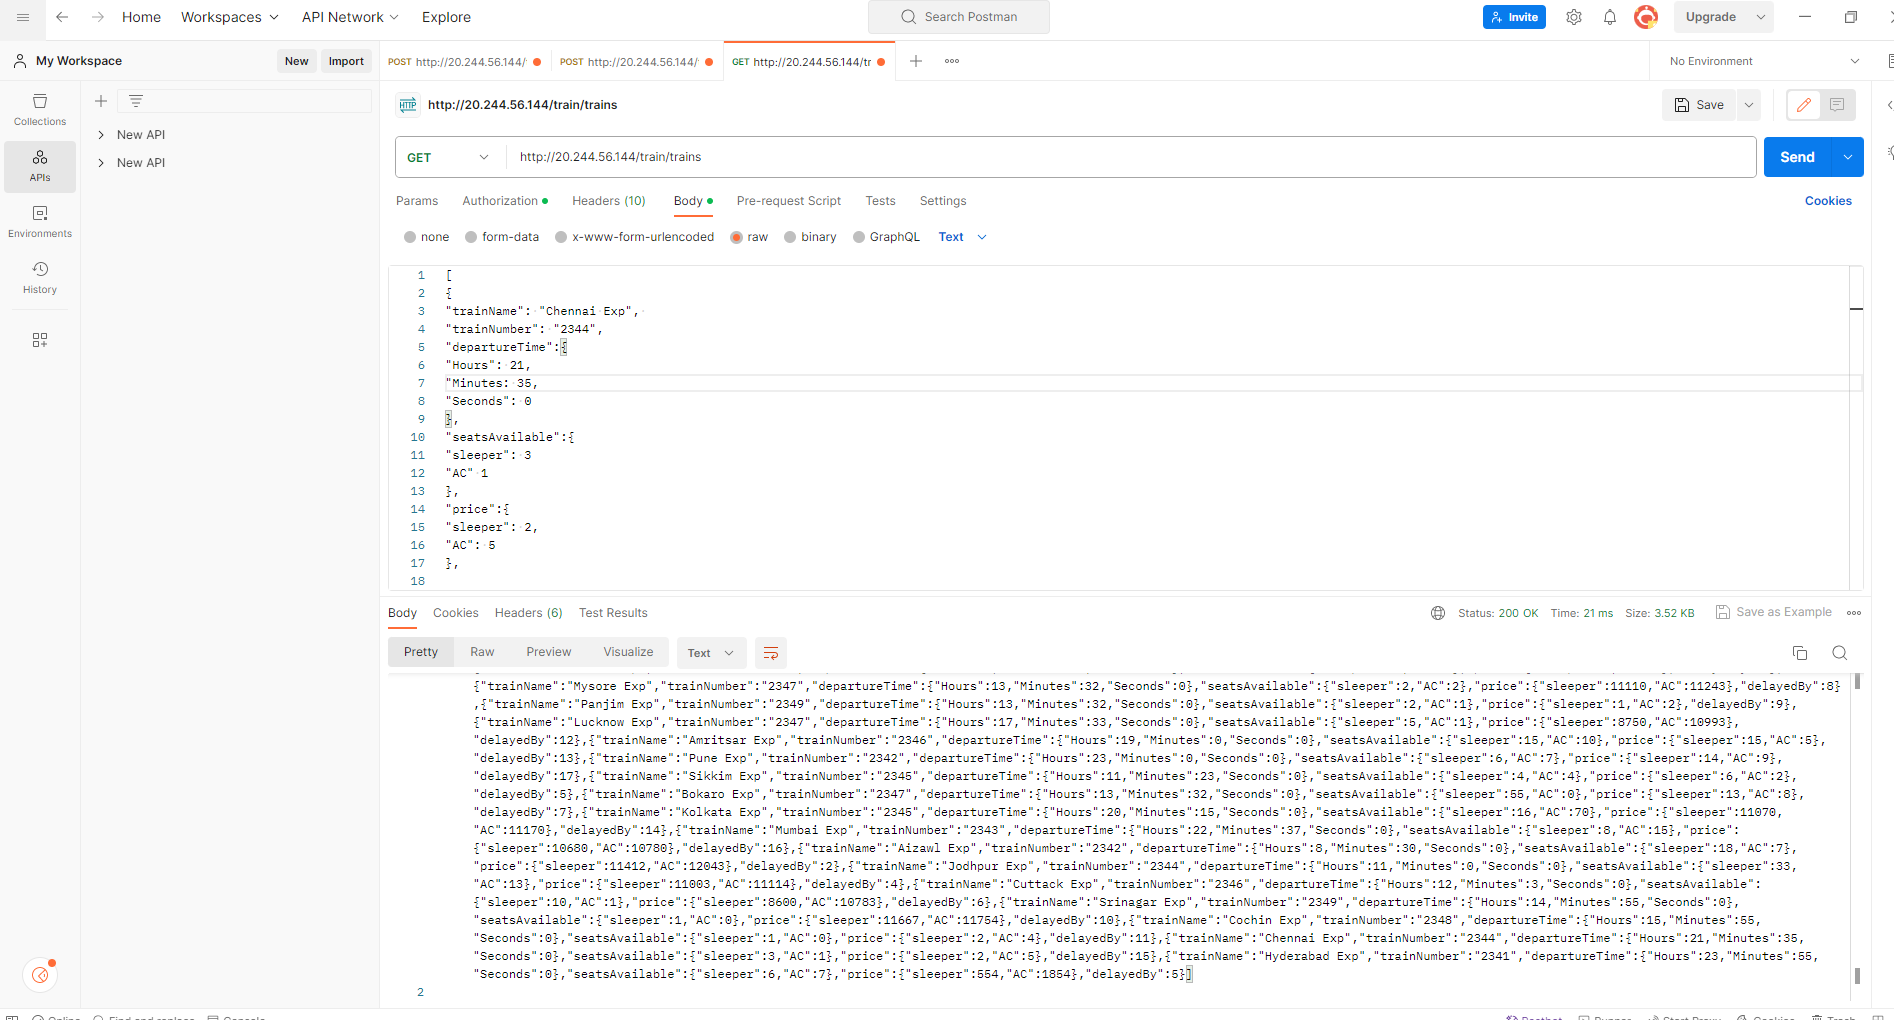 Home Workspaces API Network Explore Search Postman Invite Upgrade
My Workspace New Import POST http://20.244.56.144/ POST http://20.244.56.144/ GET http://20.244.56.144/tr No Environment
Collections
APIs
Environments
History
New API
New API
HTTP http://20.244.56.144/train/trains Save
GET http://20.244.56.144/train/trains Send
Params Authorization Headers (10) Body Pre-request Script Tests Settings Cookies
none form-data x-www-form-urlencoded raw binary GraphQL Text
1 [
2 {
3 "trainName": "Chennai Exp",
4 "trainNumber": "2344",
5 "departureTime":{
6 "Hours": 21,
7 "Minutes: 35,
8 "Seconds": 0
9 },
10 "seatsAvailable":{
11 "sleeper": 3
12 "AC" 1
13 },
14 "price":{
15 "sleeper": 2,
16 "AC": 5
17 },
18
Body Cookies Headers (6) Test Results Status: 200 OK Time: 21 ms Size: 3.52 KB Save as Example
Pretty Raw Preview Visualize Text
{"trainName":"Mysore Exp","trainNumber":"2347","departureTime":{"Hours":13,"Minutes":32,"Seconds":0},"seatsAvailable":{"sleeper":2,"AC":2},"price":{"sleeper":11110,"AC":11243},"delayedBy":8}
,{"trainName":"Panjim Exp","trainNumber":"2349","departureTime":{"Hours":13,"Minutes":32,"Seconds":0},"seatsAvailable":{"sleeper":2,"AC":1},"price":{"sleeper":1,"AC":2},"delayedBy":9},
{"trainName":"Lucknow Exp","trainNumber":"2347","departureTime":{"Hours":17,"Minutes":33,"Seconds":0},"seatsAvailable":{"sleeper":5,"AC":1},"price":{"sleeper":8750,"AC":10993},
"delayedBy":12},{"trainName":"Amritsar Exp","trainNumber":"2346","departureTime":{"Hours":19,"Minutes":0,"Seconds":0},"seatsAvailable":{"sleeper":15,"AC":10},"price":{"sleeper":15,"AC":5},
"delayedBy":13},{"trainName":"Pune Exp","trainNumber":"2342","departureTime":{"Hours":23,"Minutes":0,"Seconds":0},"seatsAvailable":{"sleeper":6,"AC":7},"price":{"sleeper":14,"AC":9},
"delayedBy":17},{"trainName":"Sikkim Exp","trainNumber":"2345","departureTime":{"Hours":11,"Minutes":23,"Seconds":0},"seatsAvailable":{"sleeper":4,"AC":4},"price":{"sleeper":6,"AC":2},
"delayedBy":5},{"trainName":"Bokaro Exp","trainNumber":"2347","departureTime":{"Hours":13,"Minutes":32,"Seconds":0},"seatsAvailable":{"sleeper":55,"AC":0},"price":{"sleeper":13,"AC":8},
"delayedBy":7},{"trainName":"Kolkata Exp","trainNumber":"2345","departureTime":{"Hours":20,"Minutes":15,"Seconds":0},"seatsAvailable":{"sleeper":16,"AC":70},"price":{"sleeper":11070,
"AC":11170},"delayedBy":14},{"trainName":"Mumbai Exp","trainNumber":"2343","departureTime":{"Hours":22,"Minutes":37,"Seconds":0},"seatsAvailable":{"sleeper":8,"AC":15},"price":
{"sleeper":10680,"AC":10780},"delayedBy":16},{"trainName":"Aizawl Exp","trainNumber":"2342","departureTime":{"Hours":8,"Minutes":30,"Seconds":0},"seatsAvailable":{"sleeper":18,"AC":7},
"price":{"sleeper":11412,"AC":12043},"delayedBy":2},{"trainName":"Jodhpur Exp","trainNumber":"2344","departureTime":{"Hours":11,"Minutes":0,"Seconds":0},"seatsAvailable":{"sleeper":33,
"AC":13},"price":{"sleeper":11003,"AC":11114},"delayedBy":4},{"trainName":"Cuttack Exp","trainNumber":"2346","departureTime":{"Hours":12,"Minutes":3,"Seconds":0},"seatsAvailable":
{"sleeper":10,"AC":1},"price":{"sleeper":8600,"AC":10783},"delayedBy":6},{"trainName":"Srinagar Exp","trainNumber":"2349","departureTime":{"Hours":14,"Minutes":55,"Seconds":0},
"seatsAvailable":{"sleeper":1,"AC":0},"price":{"sleeper":11667,"AC":11754},"delayedBy":10},{"trainName":"Cochin Exp","trainNumber":"2348","departureTime":{"Hours":15,"Minutes":55,
"Seconds":0},"seatsAvailable":{"sleeper":1,"AC":0},"price":{"sleeper":2,"AC":4},"delayedBy":11},{"trainName":"Chennai Exp","trainNumber":"2344","departureTime":{"Hours":21,"Minutes":35,
"Seconds":0},"seatsAvailable":{"sleeper":3,"AC":1},"price":{"sleeper":2,"AC":5},"delayedBy":15},{"trainName":"Hyderabad Exp","trainNumber":"2341","departureTime":{"Hours":23,"Minutes":55,
"Seconds":0},"seatsAvailable":{"sleeper":6,"AC":7},"price":{"sleeper":554,"AC":1854},"delayedBy":5}]
2
Online Find and replace Console Postbot Runner Start Proxy Cookies Trash